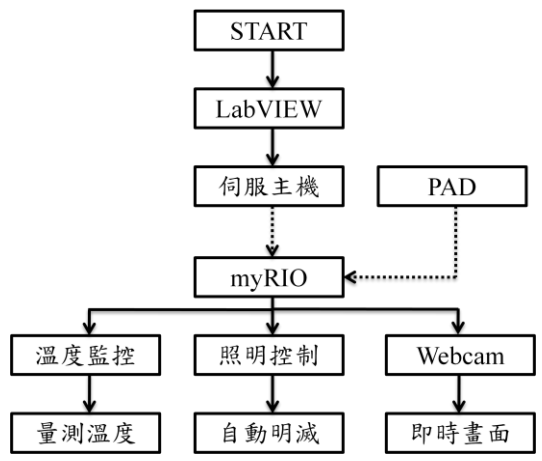 START
LabVIEW
伺服主機
PAD
myRIO
溫度監控
照明控制
Webcam
量測溫度
自動明滅
即時畫面